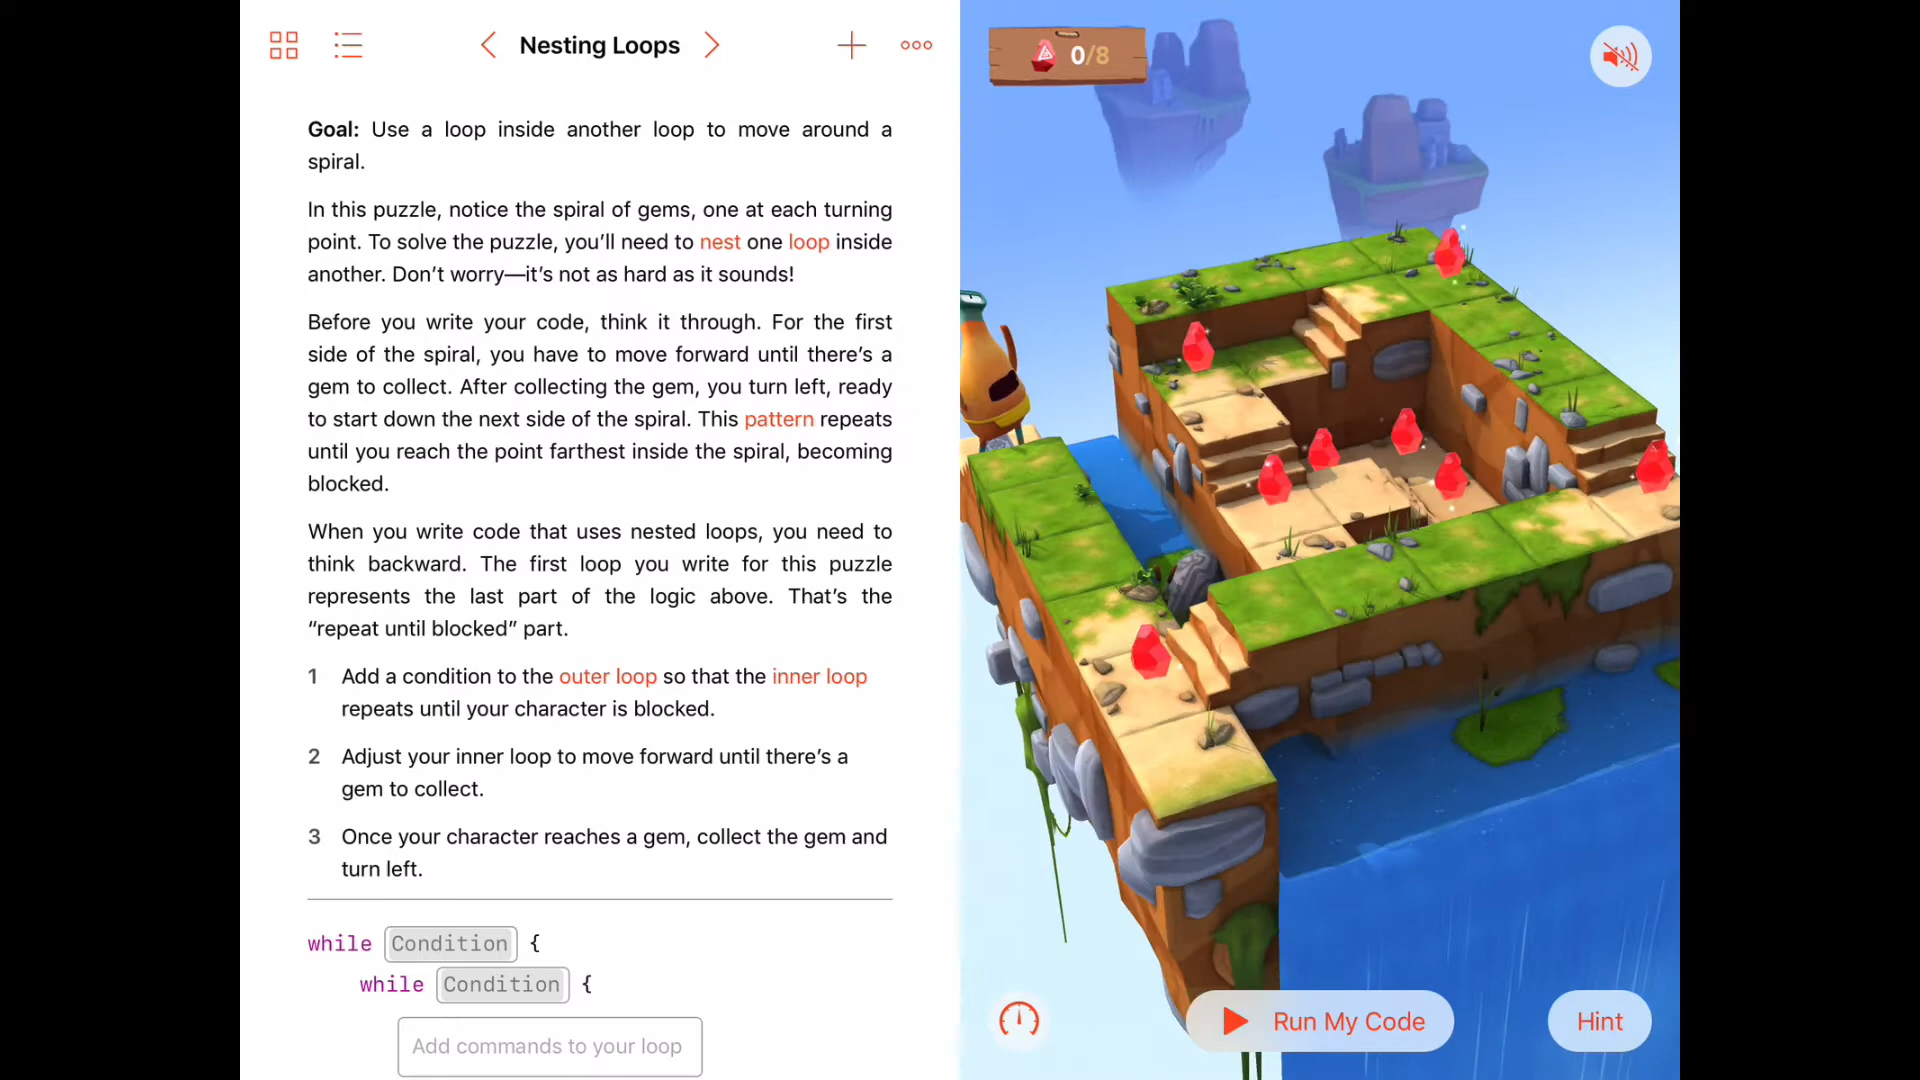 Nesting Loops
Goal: Use a loop inside another loop to move around a
spiral.
In this puzzle, notice the spiral of gems, one at each turning
point. To solve the puzzle, you’ll need to nest one loop inside
another. Don’t worry—it’s not as hard as it sounds!
Before you write your code, think it through. For the first
side of the spiral, you have to move forward until there’s a
gem to collect. After collecting the gem, you turn left, ready
to start down the next side of the spiral. This pattern repeats
until you reach the point farthest inside the spiral, becoming
blocked.
When you write code that uses nested loops, you need to
think backward. The first loop you write for this puzzle
represents the last part of the logic above. That’s the
“repeat until blocked” part.
1 Add a condition to the outer loop so that the inner loop
repeats until your character is blocked.
2 Adjust your inner loop to move forward until there’s a
gem to collect.
3 Once your character reaches a gem, collect the gem and
turn left.
while Condition {
while Condition {
Add commands to your loop
0/8
Run My Code
Hint